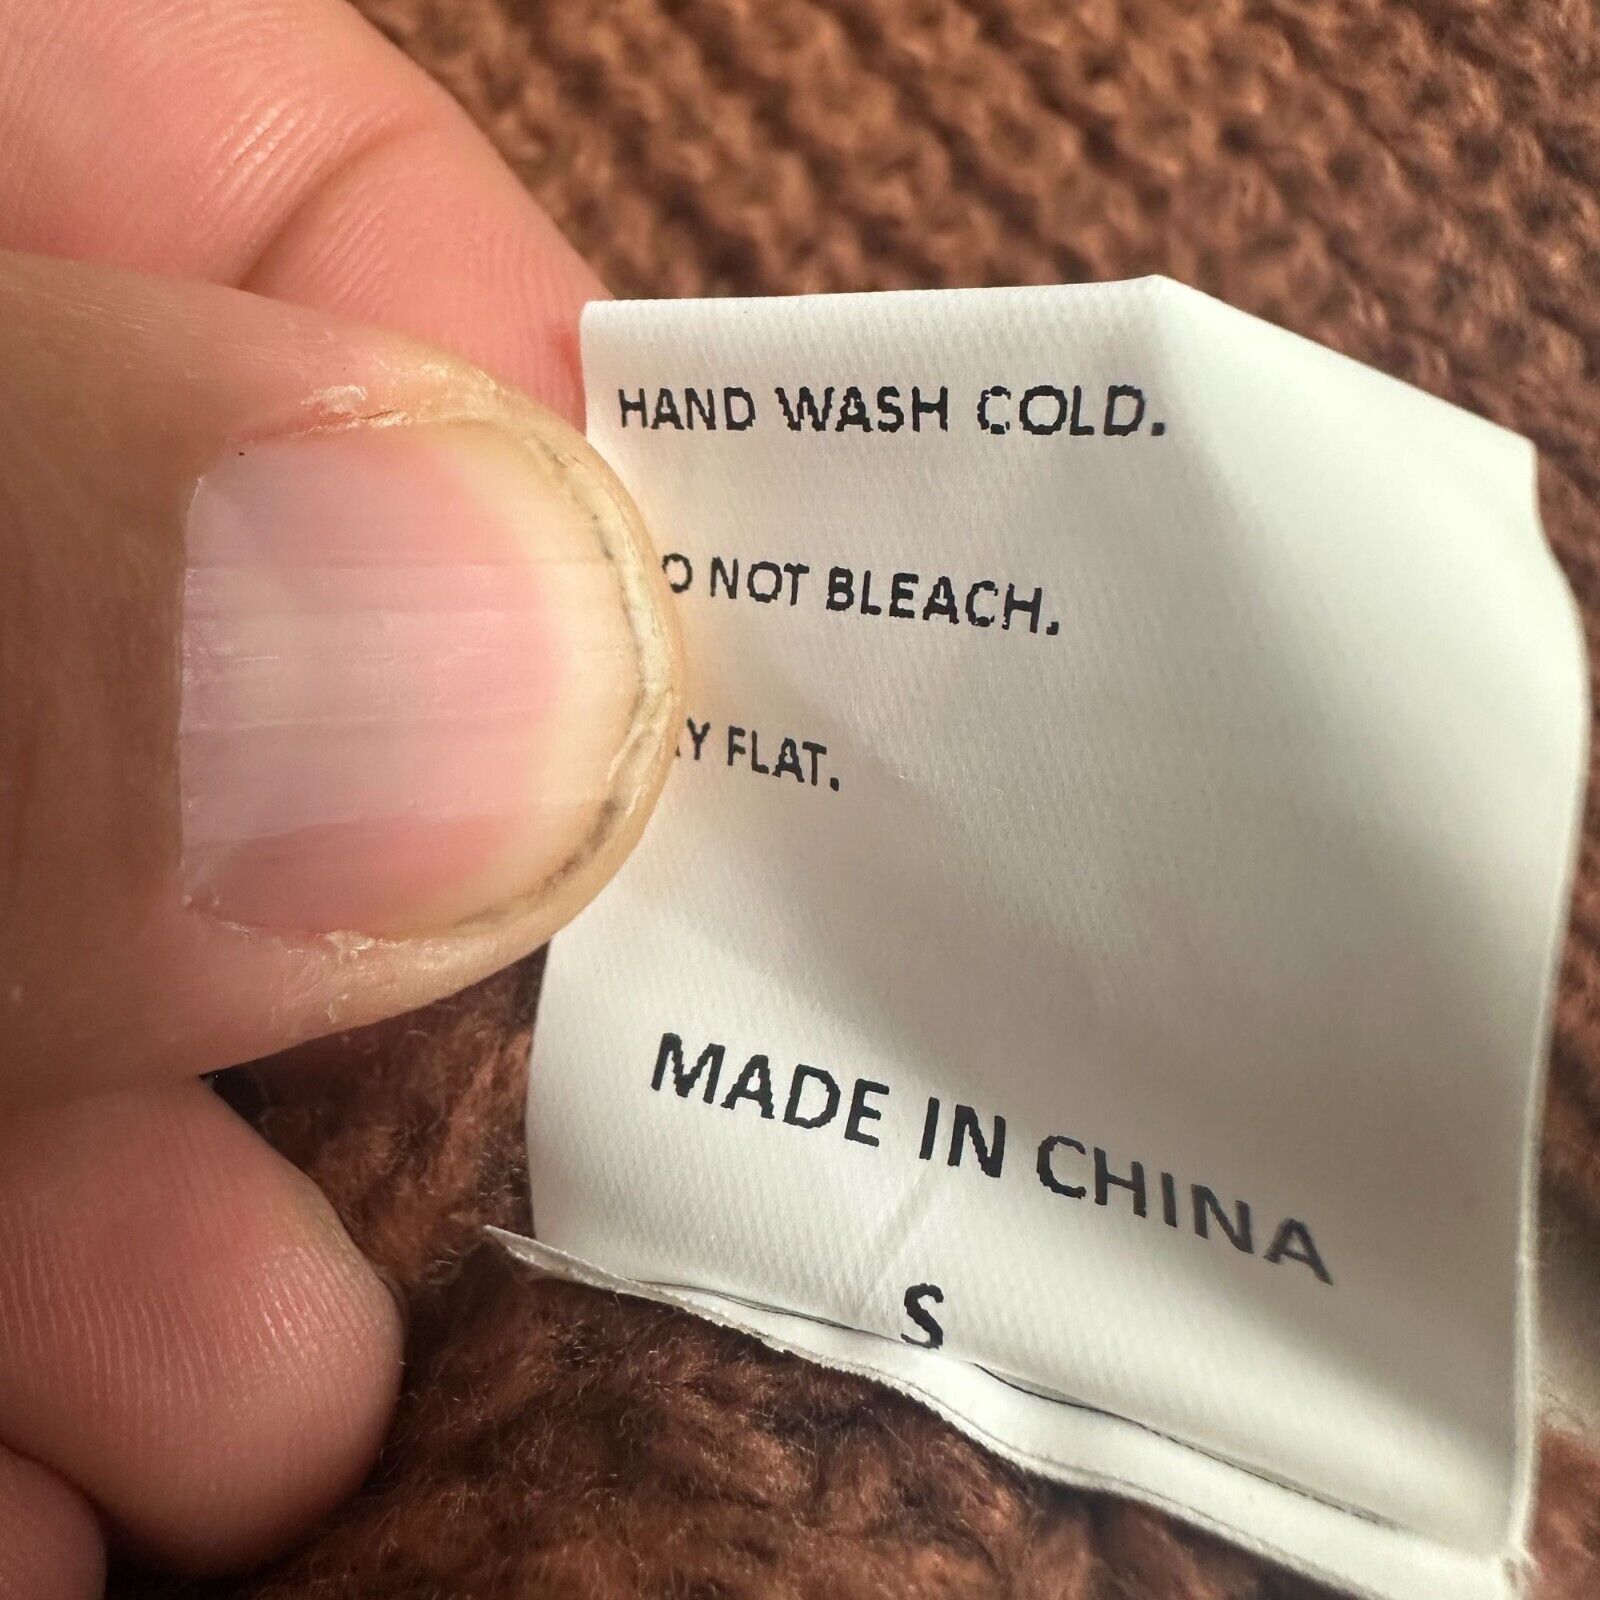 HAND WASH COLD.
O NOT BLEACH.
Y FLAT.
MADE IN CHINA
S